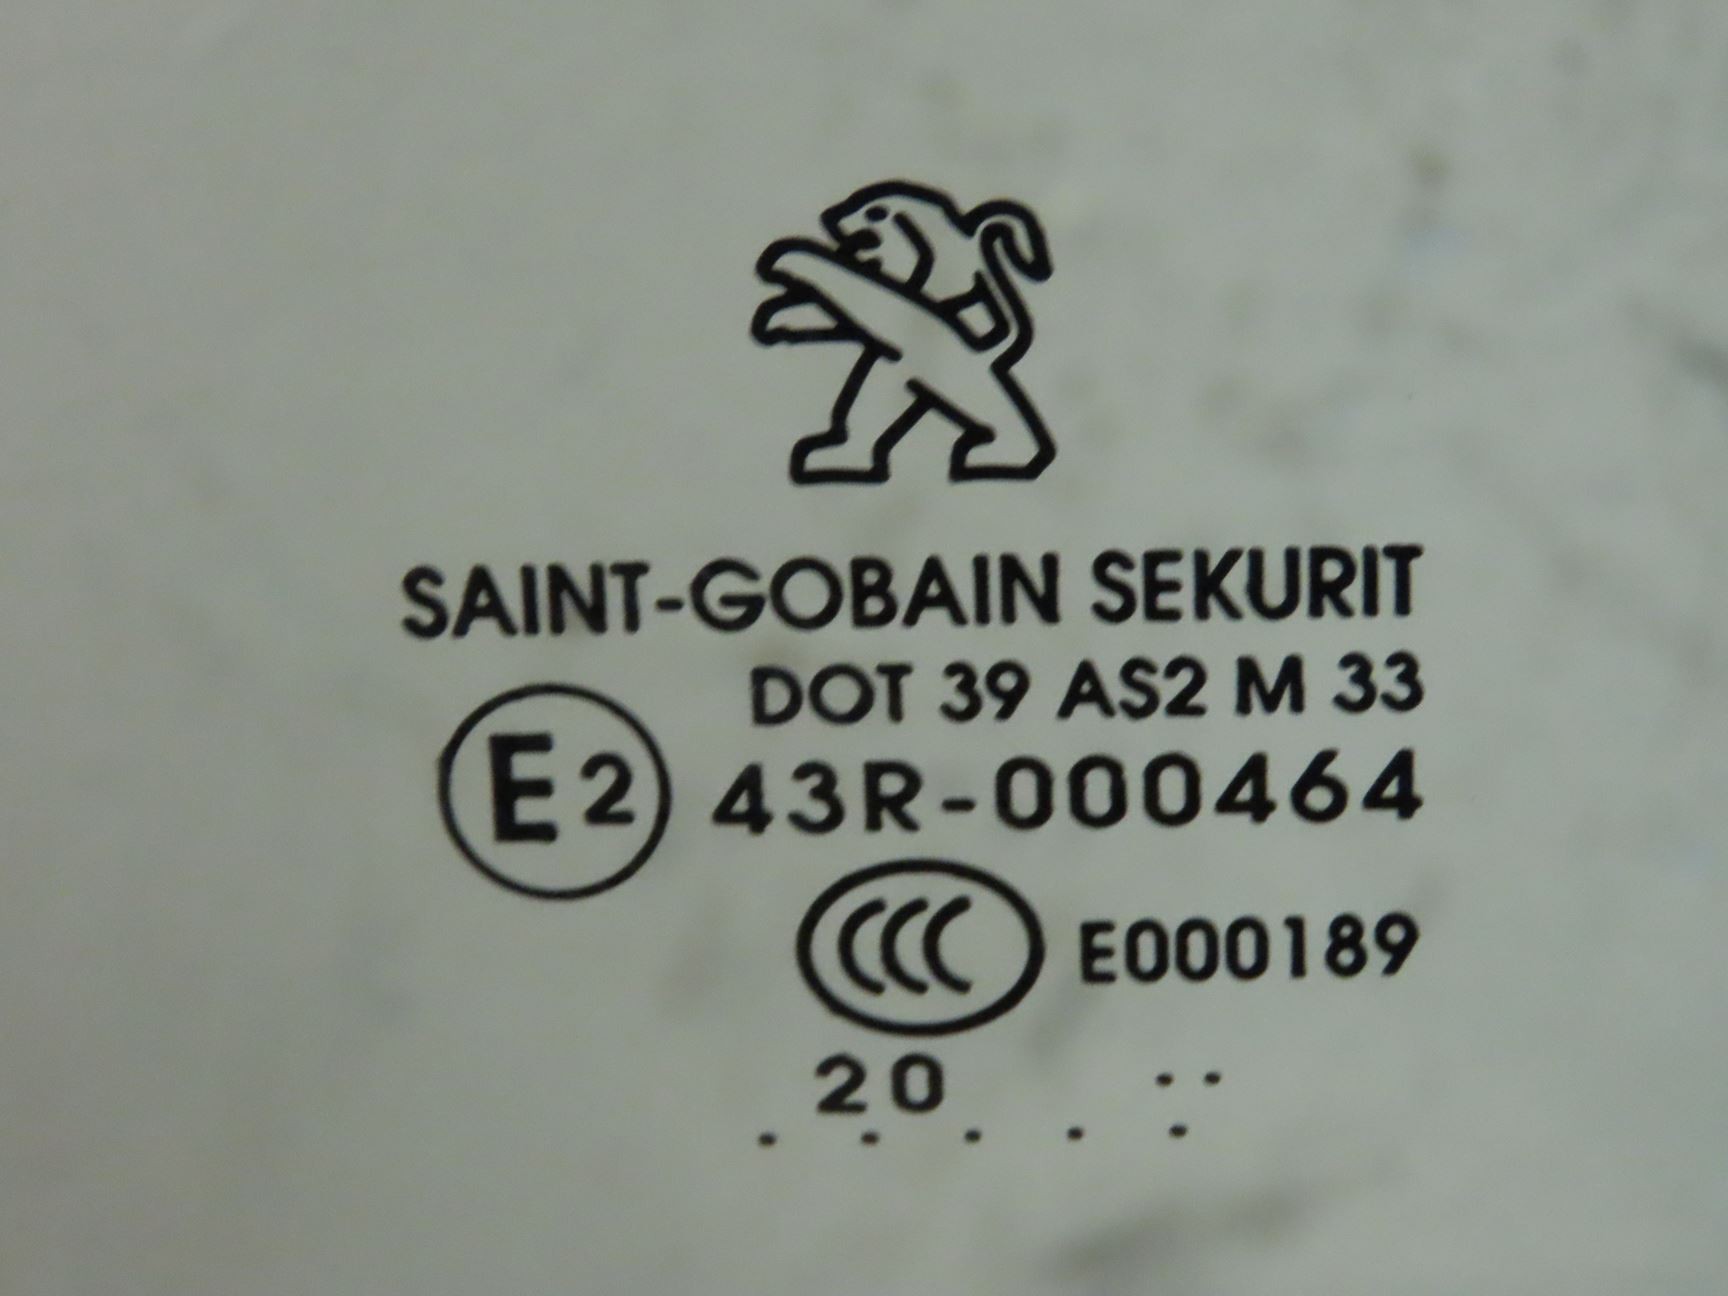 SAINT-GOBAIN SEKURIT
DOT 39 AS2 M 33
E2 43R-000464
CCC E000189
20